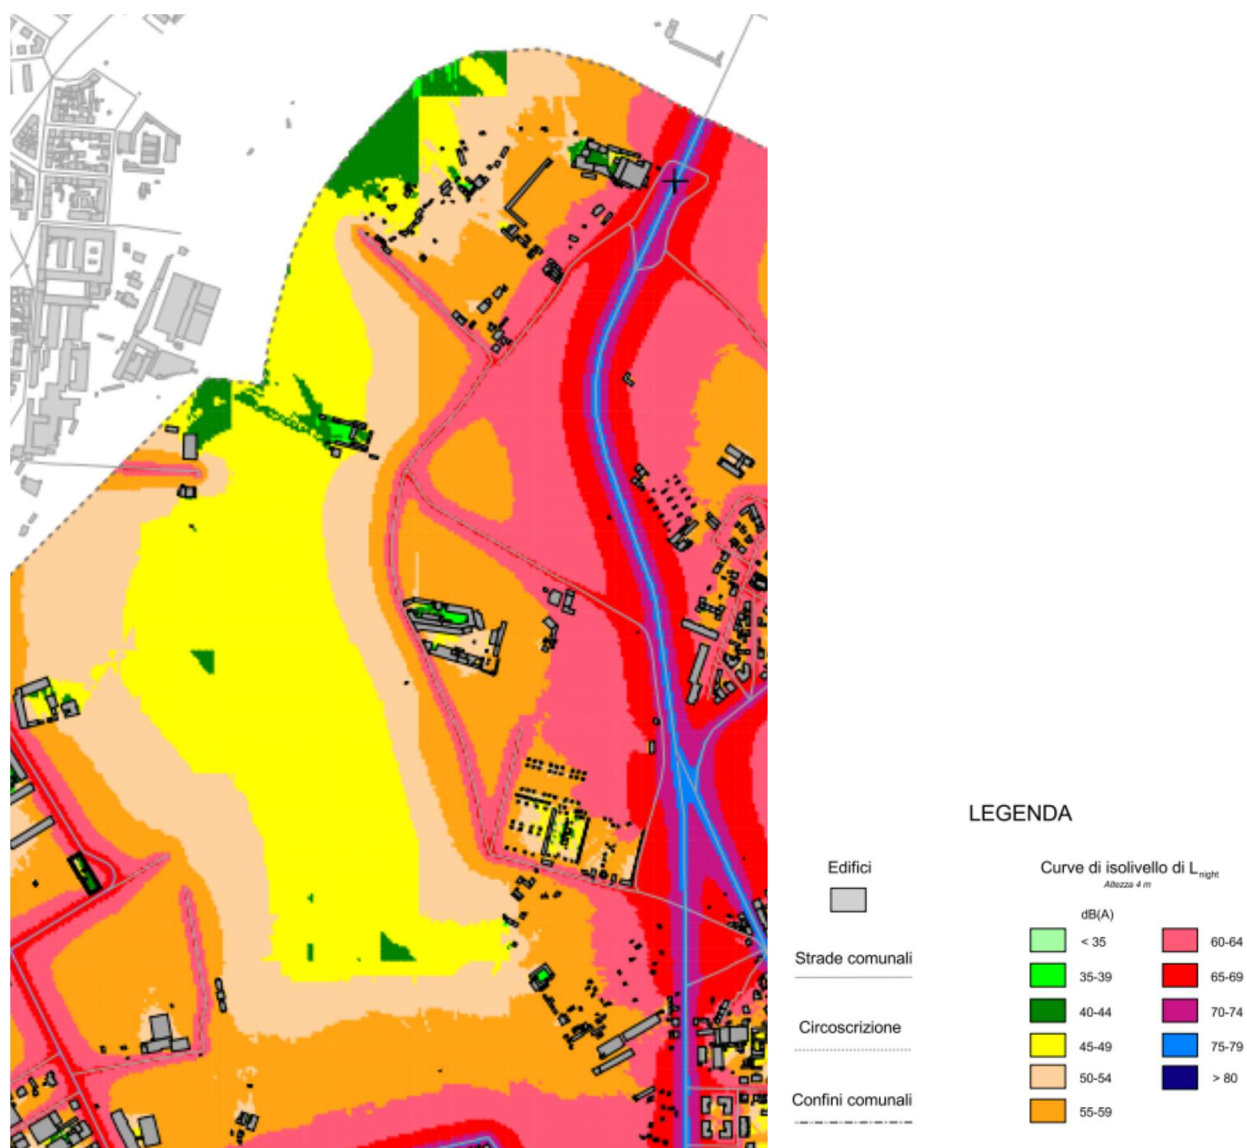 LEGENDA
Edifici
Strade comunali
Circoscrizione
Confini comunali
Curve di isolivello di Lnight
Altezza 4 m
dB(A)
< 35
35-39
40-44
45-49
50-54
55-59
60-64
65-69
70-74
75-79
> 80